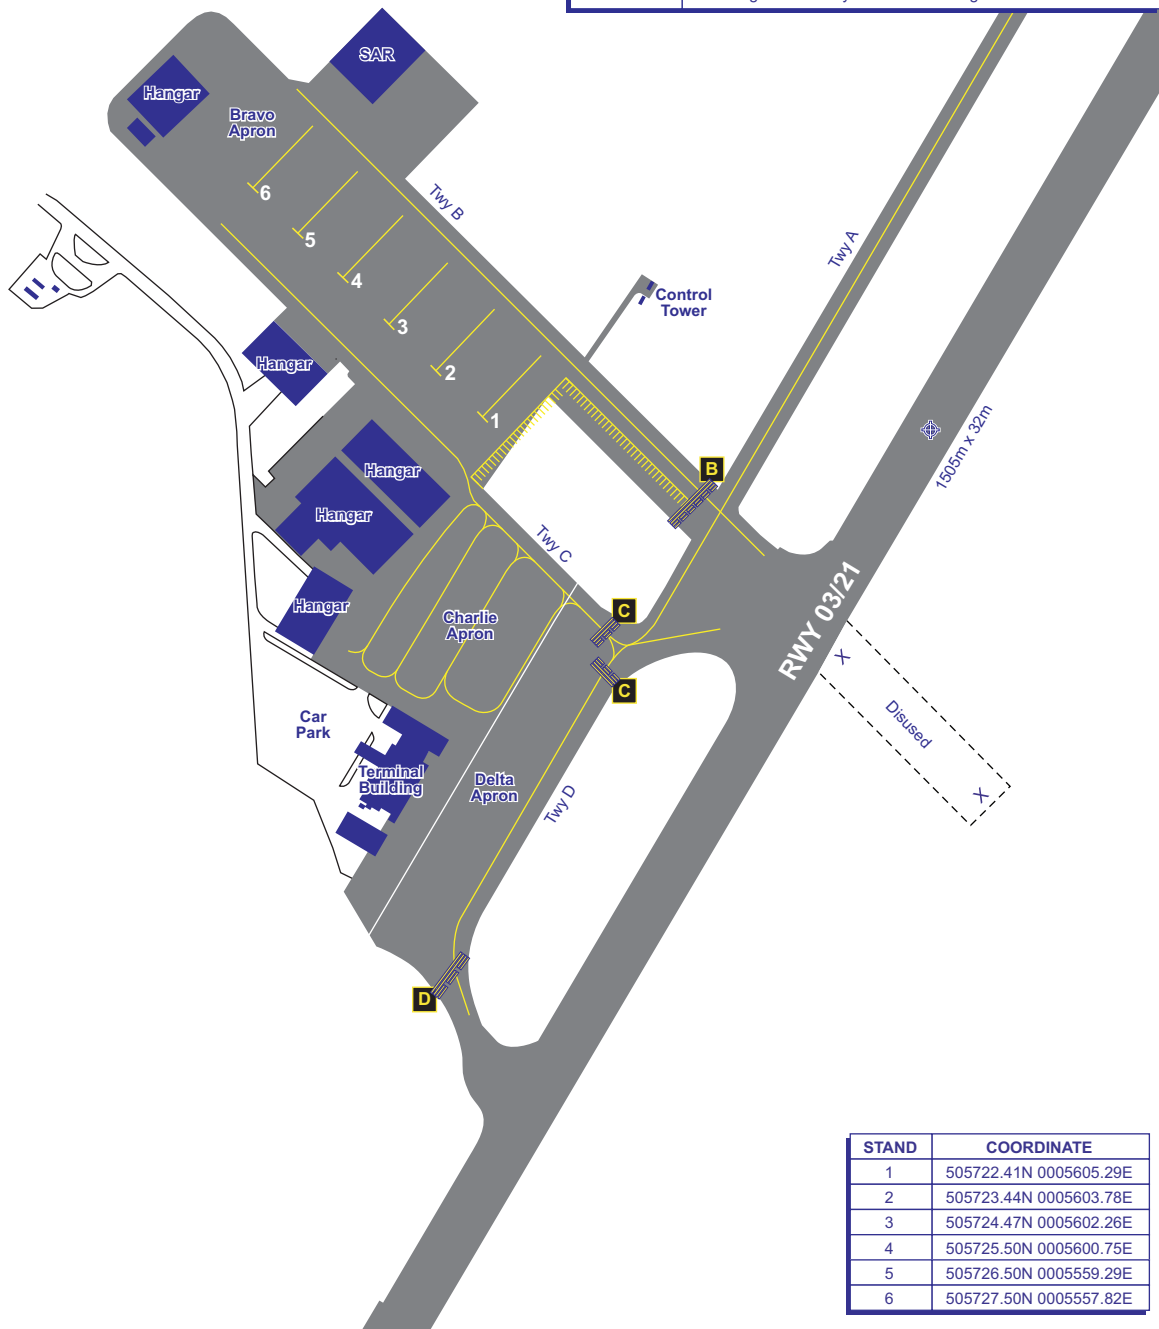 SAR
Hangar
Bravo
Apron
6
5
4
3
2
1
Twy B
Twy A
Control
Tower
Hangar
Hangar
Hangar
Hangar
B
1505m x 32m
Twy C
C
C
Charlie
Apron
RWY 03/21
X
Disused
X
Car
Park
Terminal
Building
Delta
Apron
Twy D
D
STAND COORDINATE
1 505722.41N 0005605.29E
2 505723.44N 0005603.78E
3 505724.47N 0005602.26E
4 505725.50N 0005600.75E
5 505726.50N 0005559.29E
6 505727.50N 0005557.82E